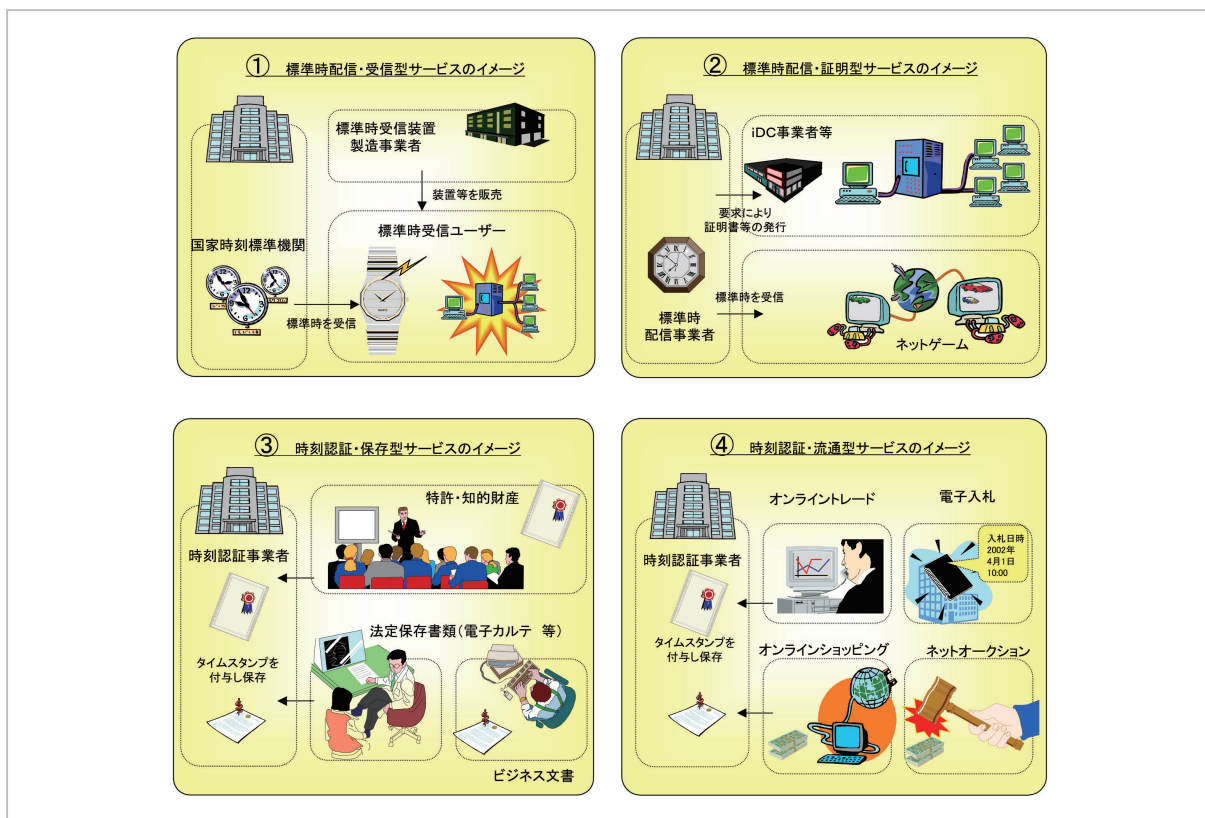 ① 標準時配信・受信型サービスのイメージ
標準時受信装置
製造事業者
装置等を販売
国家時刻標準機関
標準時受信ユーザー
標準時を受信
② 標準時配信・証明型サービスのイメージ
iDC事業者等
要求により
証明書等の発行
標準時
配信事業者
標準時を受信
ネットゲーム
③ 時刻認証・保存型サービスのイメージ
特許・知的財産
時刻認証事業者
法定保存書類(電子カルテ 等)
タイムスタンプを
付与し保存
ビジネス文書
④ 時刻認証・流通型サービスのイメージ
オンライントレード
電子入札
入札日時
2002年
4月1日
10:00
時刻認証事業者
タイムスタンプを
付与し保存
オンラインショッピング
ネットオークション